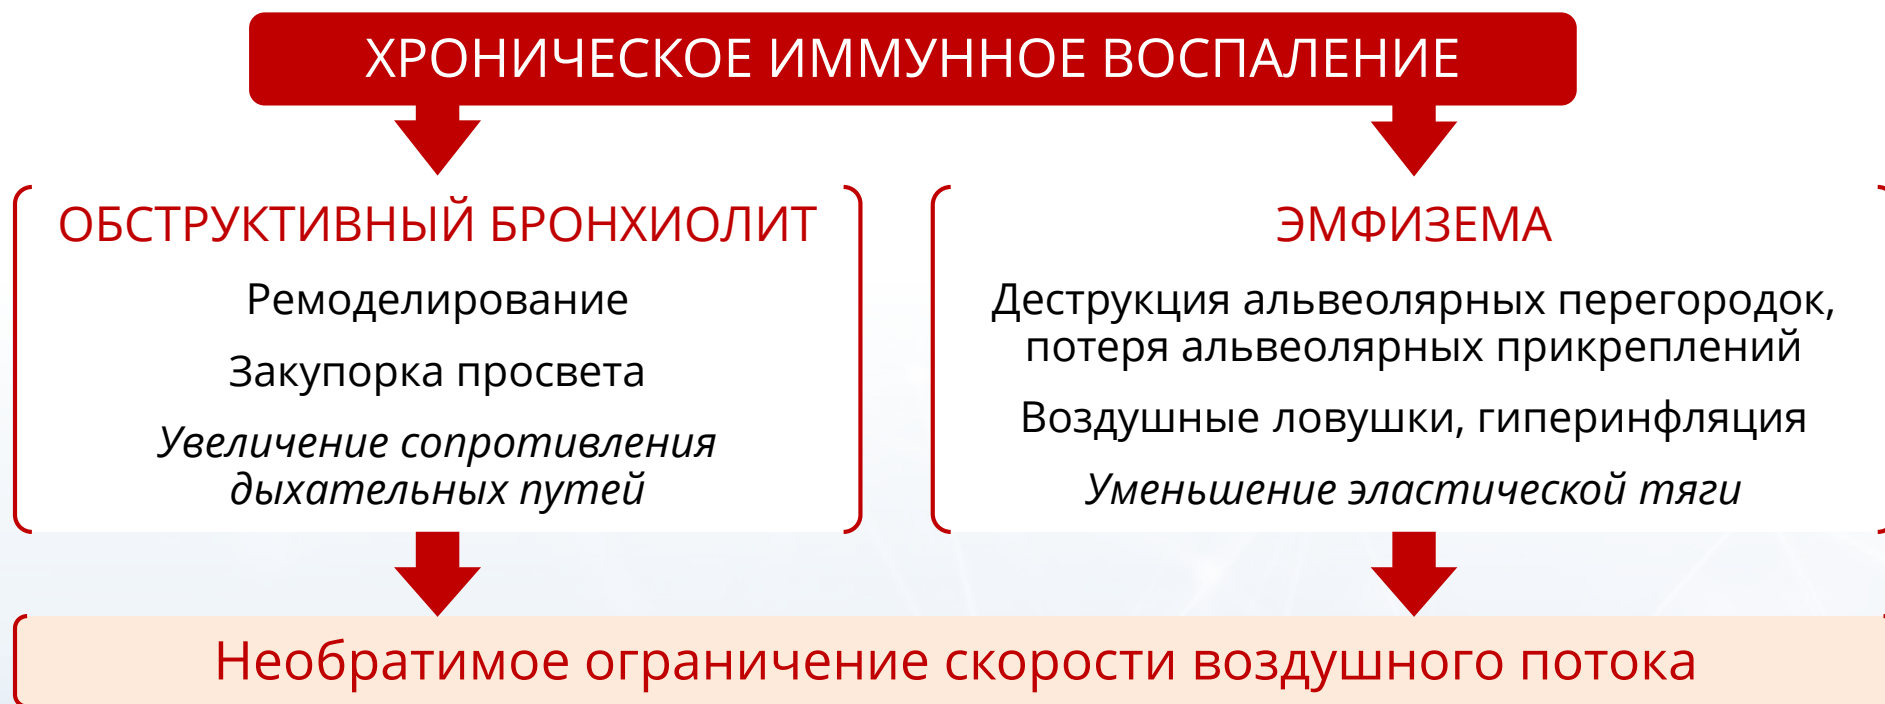 ХРОНИЧЕСКОЕ ИММУННОЕ ВОСПАЛЕНИЕ
ОБСТРУКТИВНЫЙ БРОНХИОЛИТ
Ремоделирование
Закупорка просвета
Увеличение сопротивления
дыхательных путей
ЭМФИЗЕМА
Деструкция альвеолярных перегородок,
потеря альвеолярных прикреплений
Воздушные ловушки, гиперинфляция
Уменьшение эластической тяги
Необратимое ограничение скорости воздушного потока